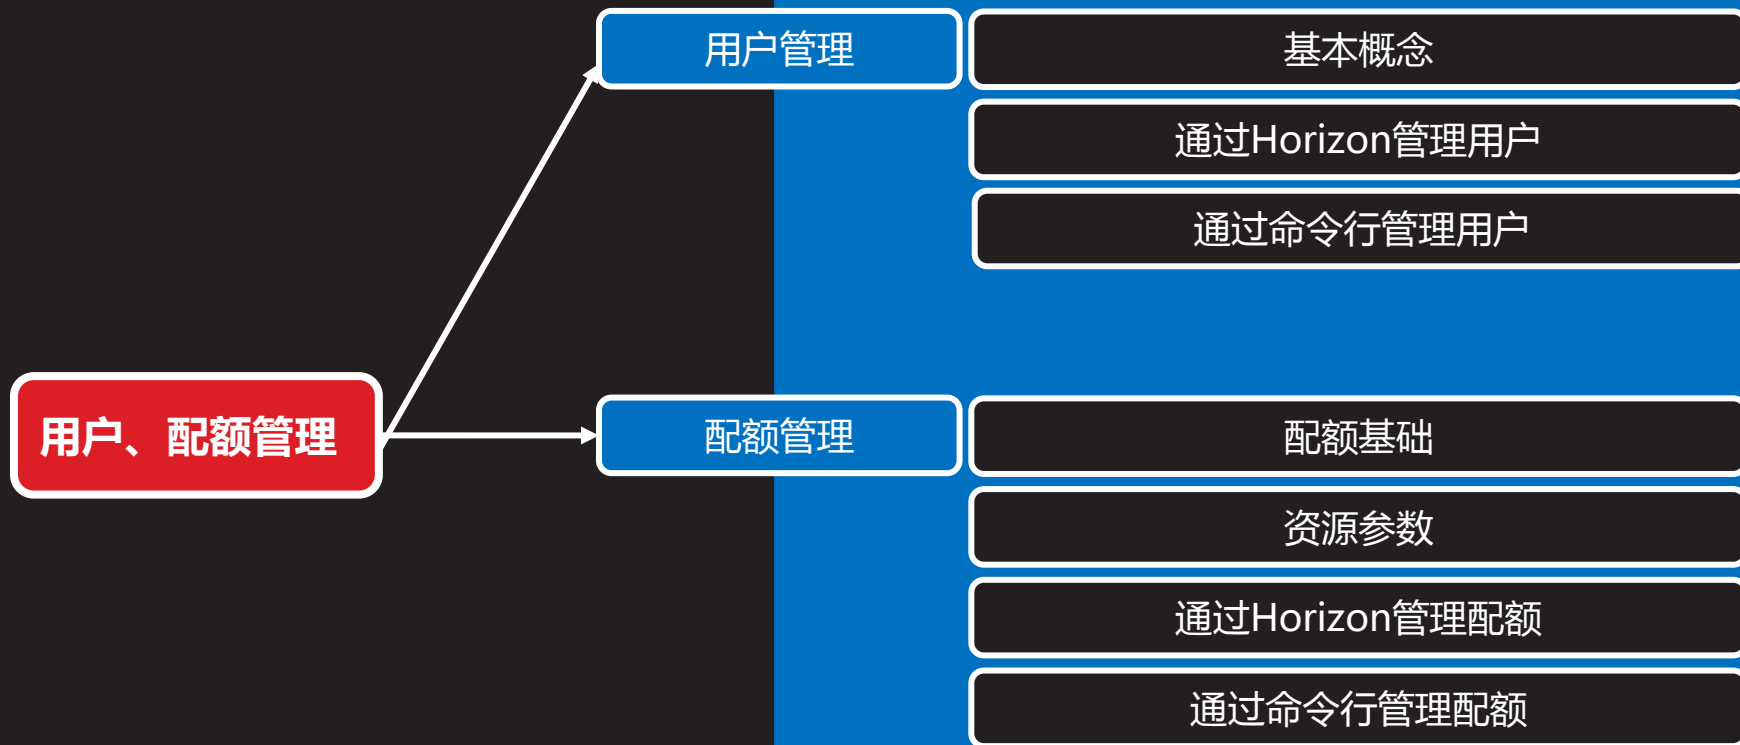 用户管理
基本概念
通过Horizon管理用户
通过命令行管理用户
用户、配额管理
配额管理
配额基础
资源参数
通过Horizon管理配额
通过命令行管理配额